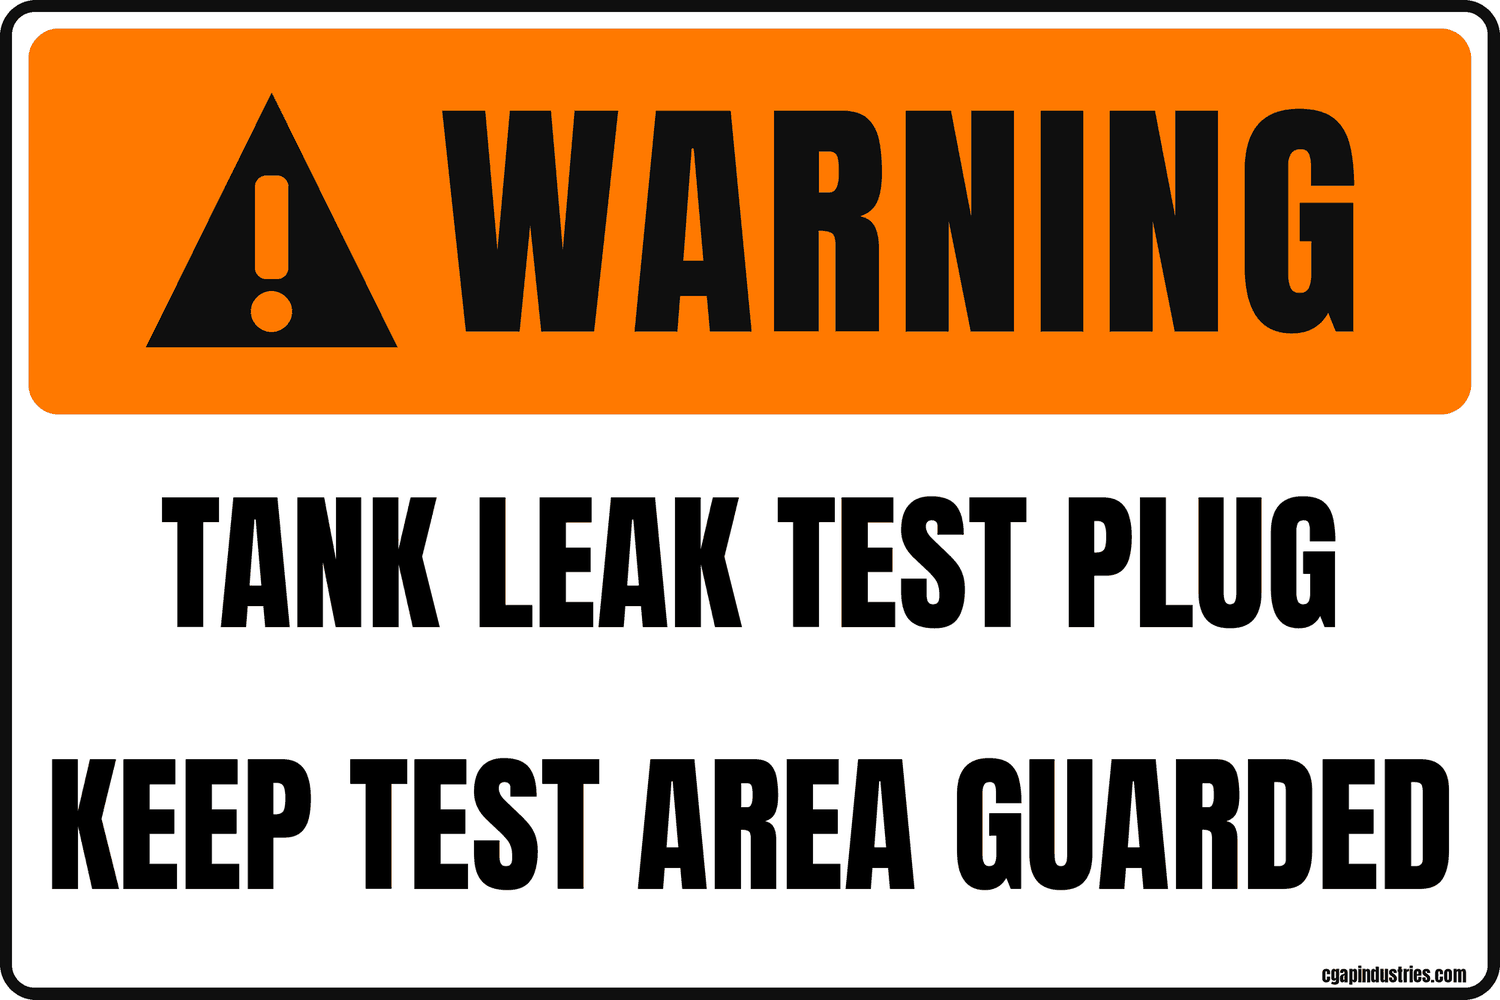 WARNING
TANK LEAK TEST PLUG
KEEP TEST AREA GUARDED
cgapindustries.com